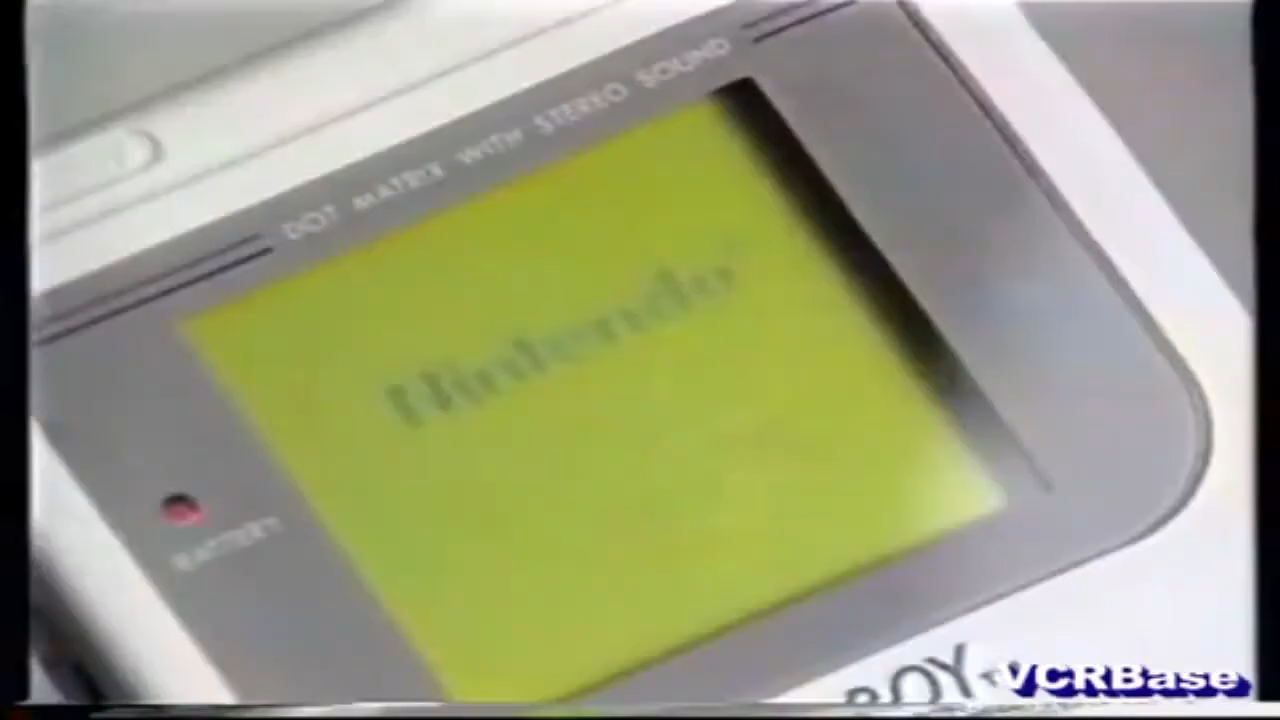 DOT MATRIX WITH STEREO SOUND
Nintendo
BATTERY
BOY
VCRBase